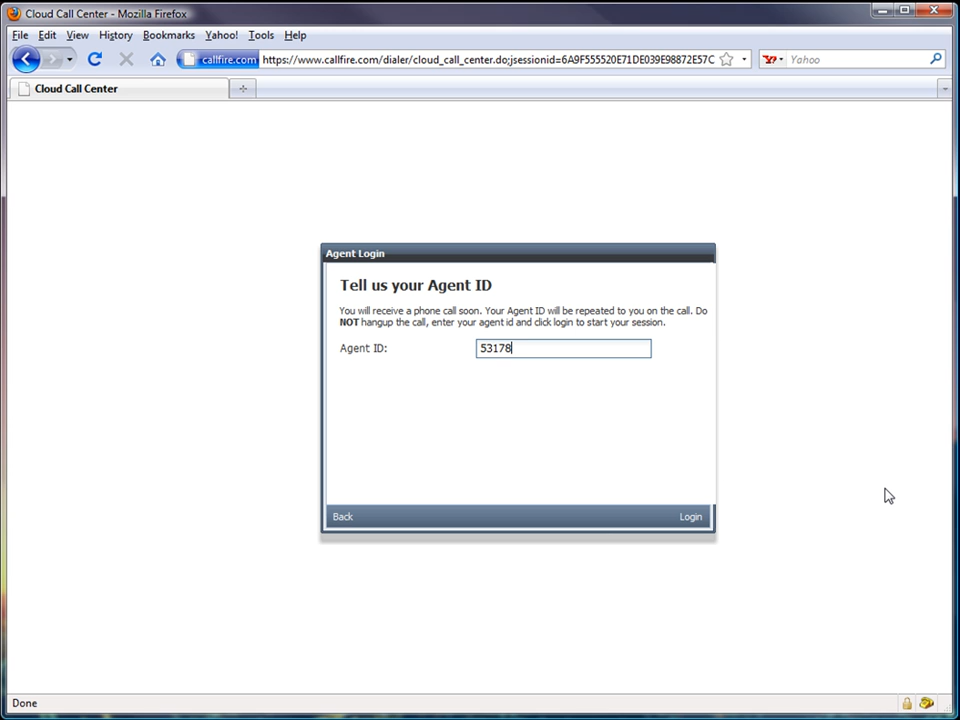 Cloud Call Center - Mozilla Firefox
File Edit View History Bookmarks Yahoo! Tools Help
callfire.com https://www.callfire.com/dialer/cloud_call_center.do;jsessionid=6A9F555520E71DE039E98872E57C Y! Yahoo
Cloud Call Center
Agent Login
Tell us your Agent ID
You will receive a phone call soon. Your Agent ID will be repeated to you on the call. Do
NOT hangup the call, enter your agent id and click login to start your session.
Agent ID: 53178
Back Login
Done